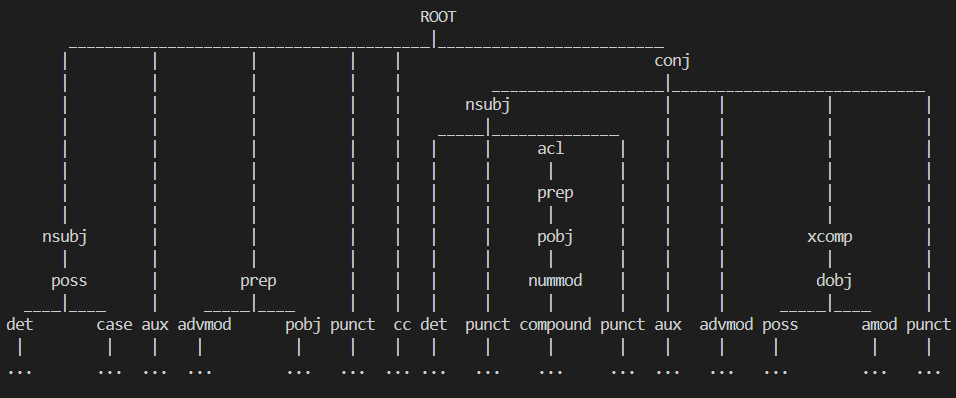 ROOT
conj
nsubj
acl
prep
nsubj pobj xcomp
poss prep nummod dobj
det case aux advmod pobj punct cc det punct compound punct aux advmod poss amod punct
... ... ... ... ... ... ... ... ... ... ... ... ... ... ... ...